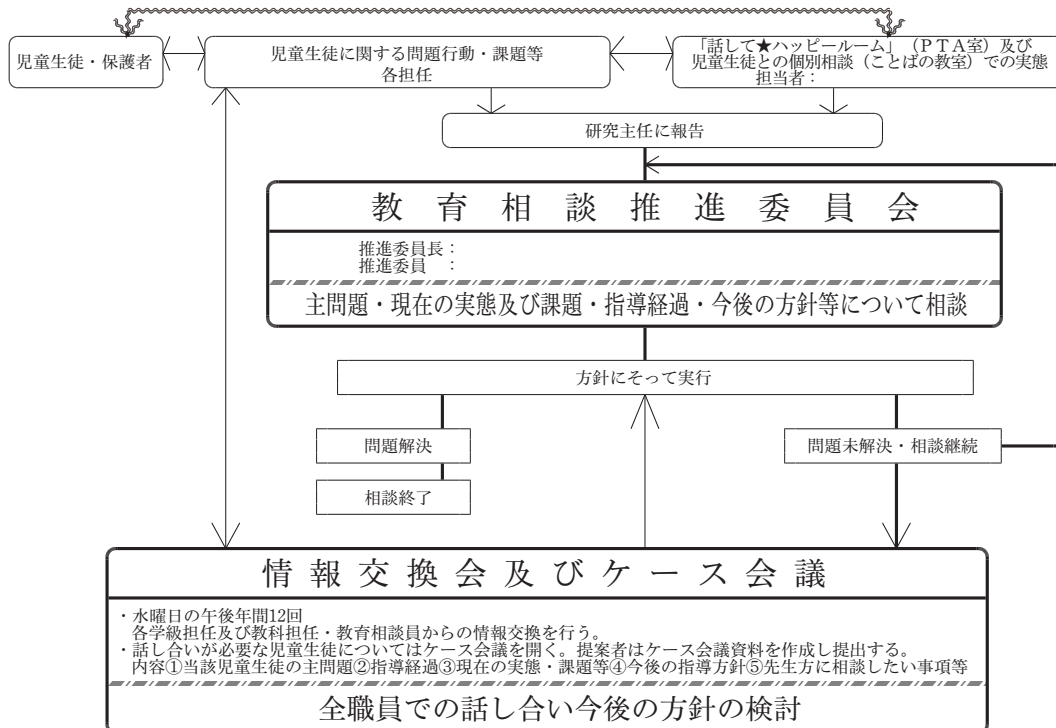 児童生徒・保護者
児童生徒に関する問題行動・課題等
各担任
「話して★ハッピールーム」（ＰＴＡ室）及び
児童生徒との個別相談（ことばの教室）での実態
担当者：
研究主任に報告
教育相談推進委員会
推進委員長：
推進委員　：
主問題・現在の実態及び課題・指導経過・今後の方針等について相談
方針にそって実行
問題解決
問題未解決・相談継続
相談終了
情報交換会及びケース会議
・水曜日の午後年間12回
各学級担任及び教科担任・教育相談員からの情報交換を行う。
・話し合いが必要な児童生徒についてはケース会議を開く。提案者はケース会議資料を作成し提出する。
内容①当該児童生徒の主問題②指導経過③現在の実態・課題等④今後の指導方針⑤先生方に相談したい事項等
全職員での話し合い今後の方針の検討